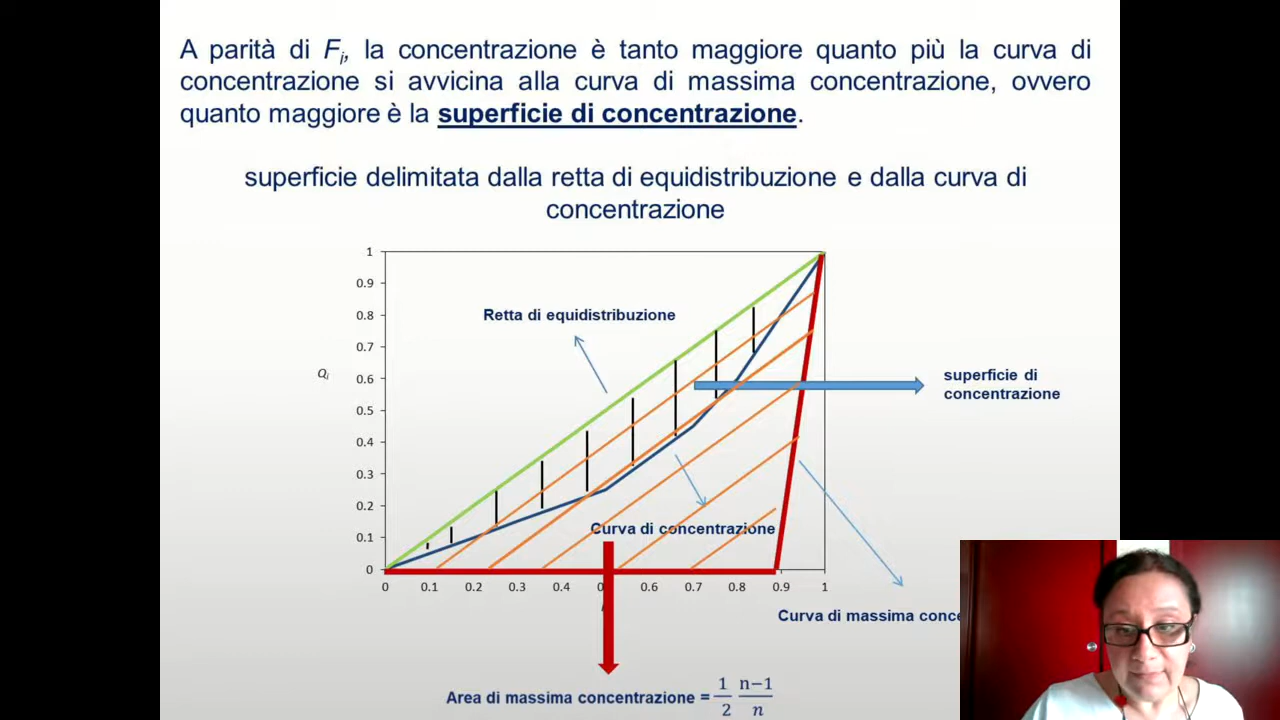 A parità di Fi, la concentrazione è tanto maggiore quanto più la curva di
concentrazione si avvicina alla curva di massima concentrazione, ovvero
quanto maggiore è la superficie di concentrazione.
superficie delimitata dalla retta di equidistribuzione e dalla curva di
concentrazione
1
0.9
0.8
0.7
0.6
0.5
0.4
0.3
0.2
0.1
0
Qi
Retta di equidistribuzione
superficie di
concentrazione
Curva di concentrazione
0 0.1 0.2 0.3 0.4 0.6 0.7 0.8 0.9 1
Curva di massima
Area di massima concentrazione = 1/2 n−1/n